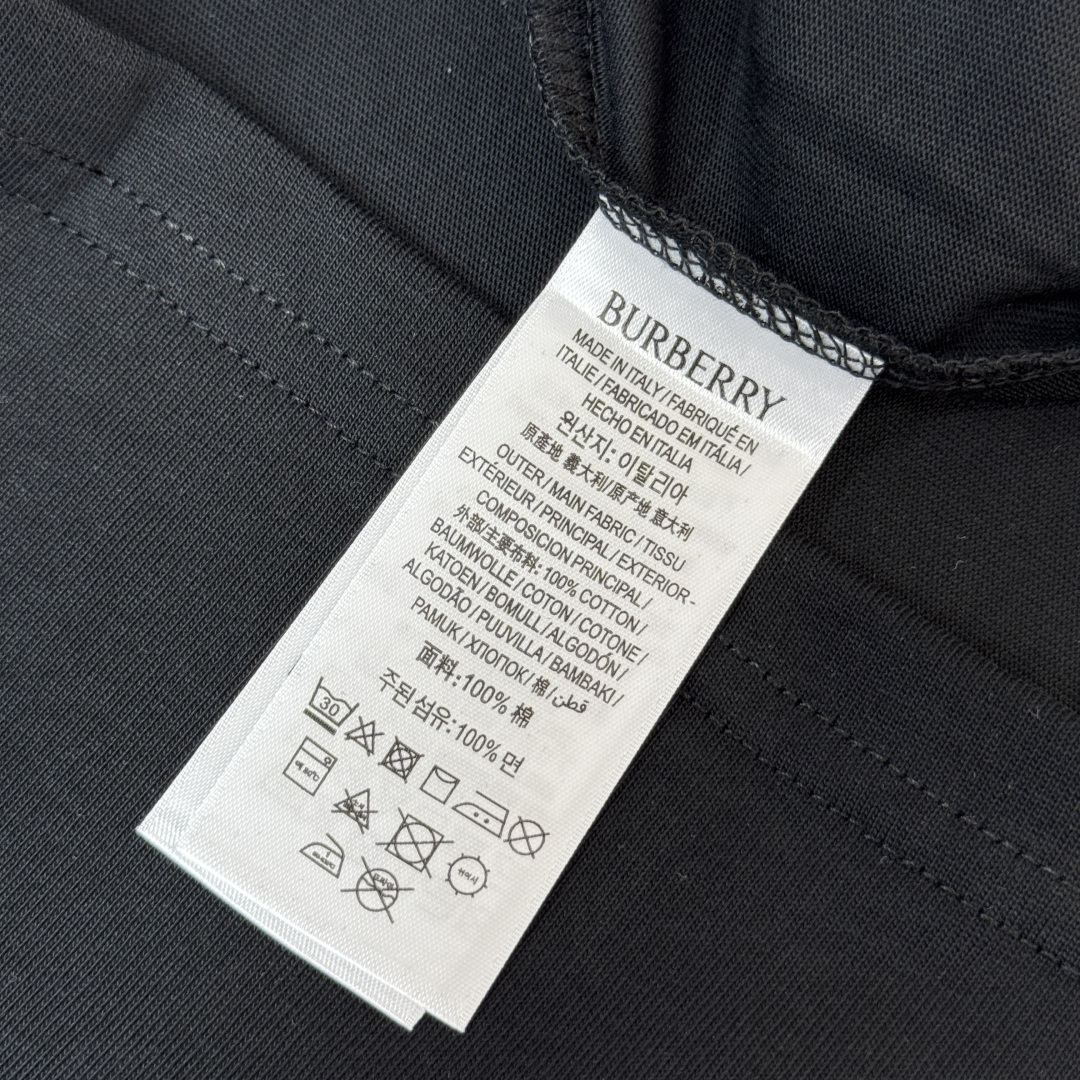 BURBERRY
MADE IN ITALY / FABRIQUÉ EN
ITALIE / FABRICADO EM ITÁLIA /
HECHO EN ITALIA
원산지: 이탈리아
原產地 義大利/原产地 意大利
OUTER / MAIN FABRIC / TISSU
EXTÉRIEUR / PRINCIPAL / EXTERIOR -
COMPOSICION PRINCIPAL /
外部/主要布料: 100% COTTON /
BAUMWOLLE / COTON / COTONE /
KATOEN / BOMULL / ALGODÓN /
ALGODÃO / PUUVILLA / BAMBAKI /
PAMUK / ХЛОПОК / 棉 / قطن
面料: 100% 棉
주된 섬유: 100% 면
30